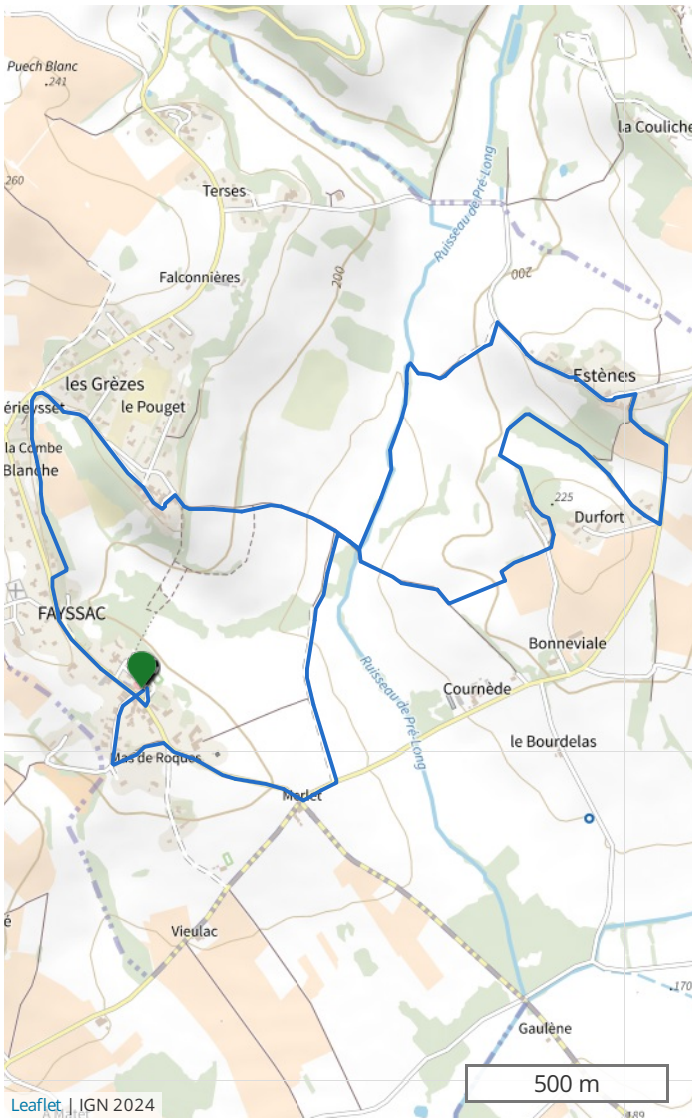 Puech Blanc
.241
la Couliche
260
Terses
Ruisseau de Pré-Long
Falconnières
200
200
les Grèzes
Estènes
le Pouget
érieysset
la Combe
Blanche
225
Durfort
FAYSSAC
Bonneviale
Ruisseau de Pré-Long
Cournède
le Bourdelas
Mas de Roques
Merlet
é
Vieulac
.170
Gaulène
500 m
Leaflet | IGN 2024
189